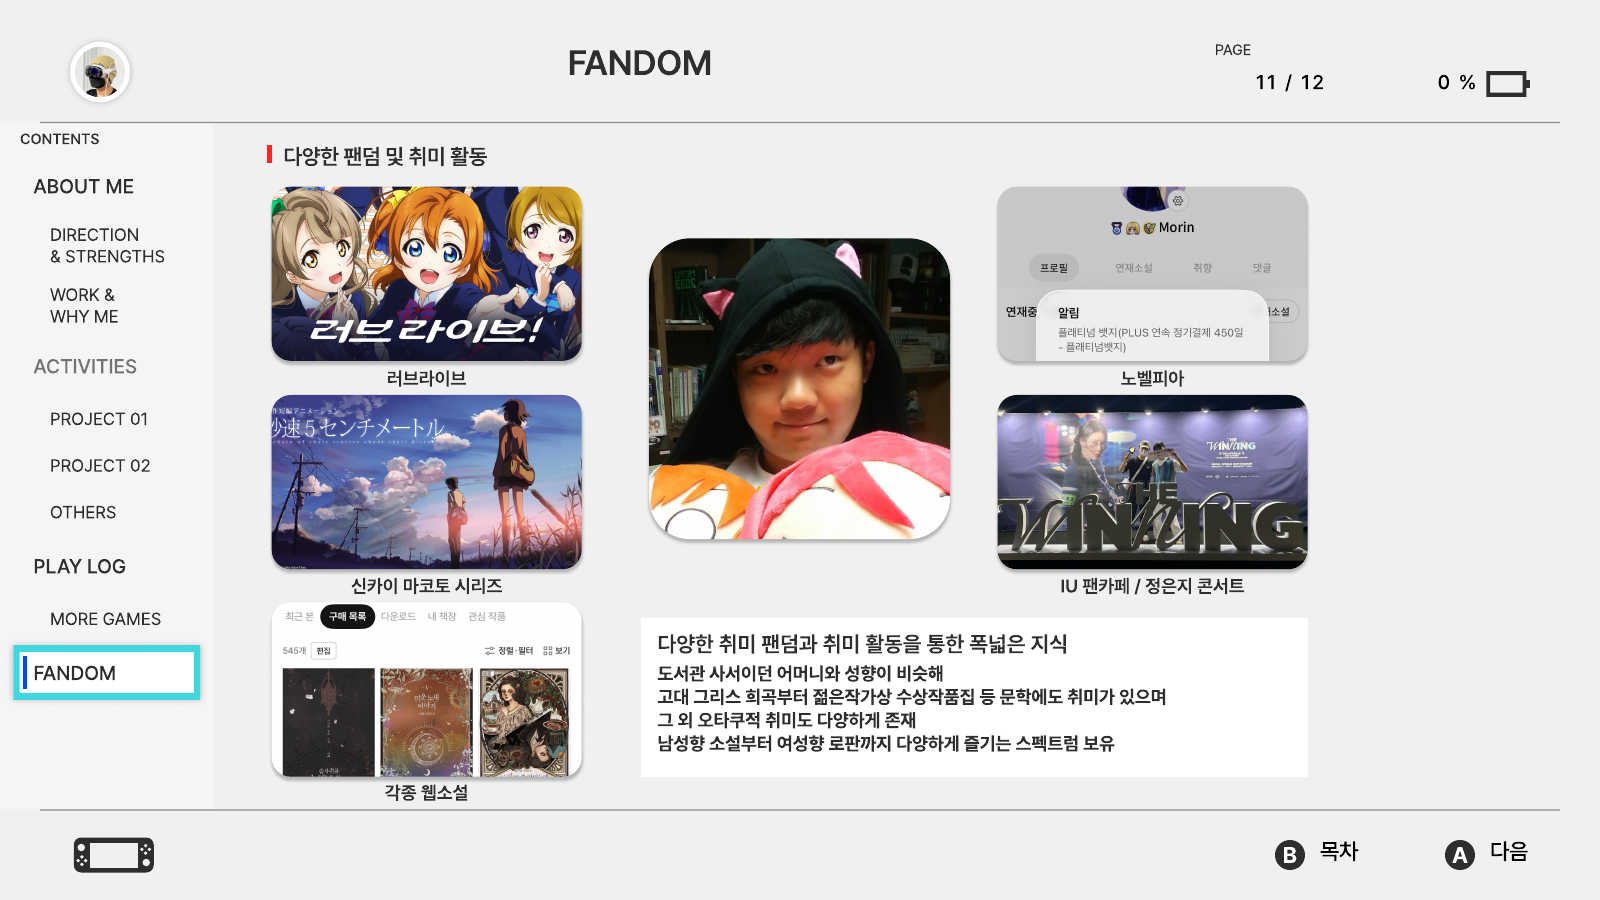 FANDOM
PAGE
11 / 12
0 %
CONTENTS
ABOUT ME
DIRECTION
& STRENGTHS
WORK &
WHY ME
ACTIVITIES
PROJECT 01
PROJECT 02
OTHERS
PLAY LOG
MORE GAMES
FANDOM
다양한 팬덤 및 취미 활동
러브라이브!
러브라이브
秒速5センチメートル
신카이 마코토 시리즈
최근 본 구매 목록 다운로드 내 책장 관심 작품
545개 편집 정렬·필터 보기
각종 웹소설
Morin
프로필 연재소설 취향 댓글
연재중
소설
알림
플래티넘 뱃지(PLUS 연속 정기결제 450일
- 플래티넘뱃지)
노벨피아
THE
WINNING
THE
WINNING
IU 팬카페 / 정은지 콘서트
다양한 취미 팬덤과 취미 활동을 통한 폭넓은 지식
도서관 사서이던 어머니와 성향이 비슷해
고대 그리스 희곡부터 젊은작가상 수상작품집 등 문학에도 취미가 있으며
그 외 오타쿠적 취미도 다양하게 존재
남성향 소설부터 여성향 로판까지 다양하게 즐기는 스펙트럼 보유
B 목차
A 다음